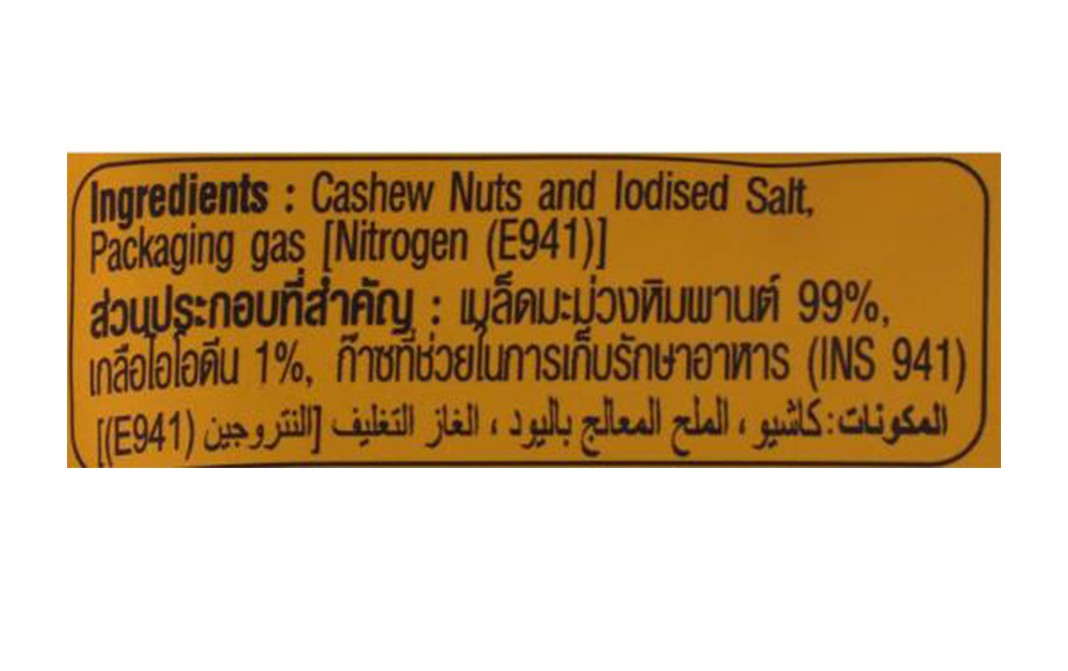 Ingredients : Cashew Nuts and Iodised Salt,
Packaging gas [Nitrogen (E941)]
ส่วนประกอบที่สำคัญ : เมล็ดมะม่วงหิมพานต์ 99%,
เกลือไอโอดีน 1%, ก๊าซที่ช่วยในการเก็บรักษาอาหาร (INS 941)
المكونات: كاشيو ، الملح المعالج باليود ، الغاز التغليف [النتروجين (E941)]